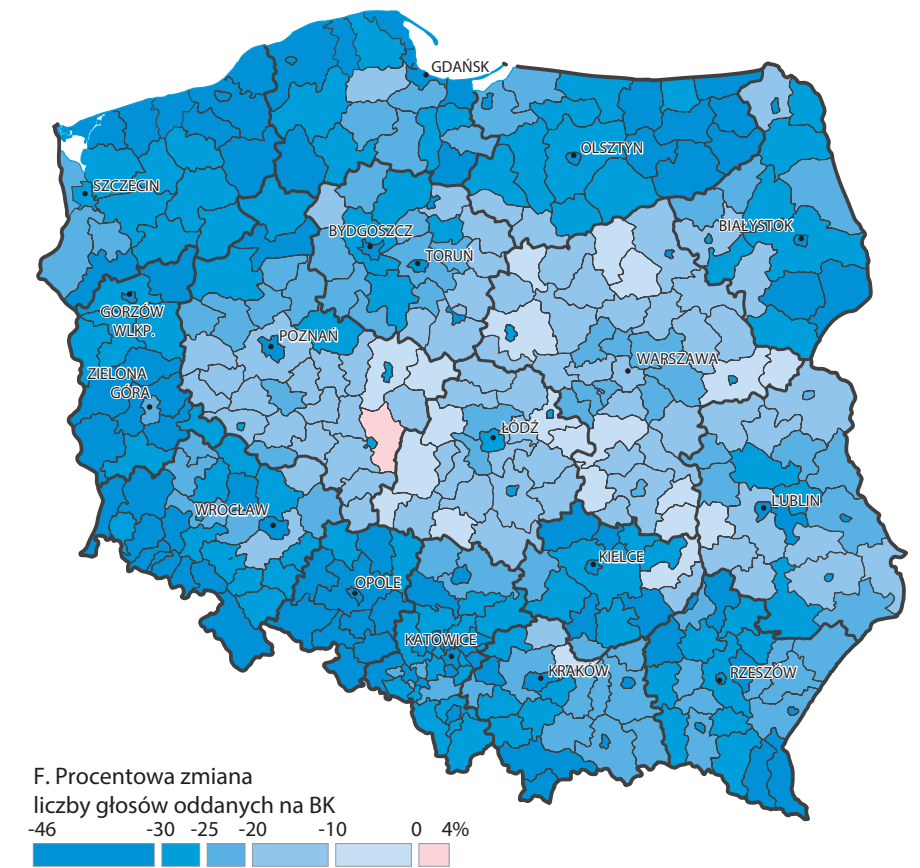 GDAŃSK
OLSZTYN
SZCZECIN
BYDGOSZCZ
BIAŁYSTOK
TORUŃ
GORZÓW
WLKP.
POZNAŃ
WARSZAWA
ZIELONA
GÓRA
ŁÓDŹ
WROCŁAW
LUBLIN
KIELCE
OPOLE
KATOWICE
KRAKÓW
RZESZÓW
F. Procentowa zmiana
liczby głosów oddanych na BK
-46 -30 -25 -20 -10 0 4%